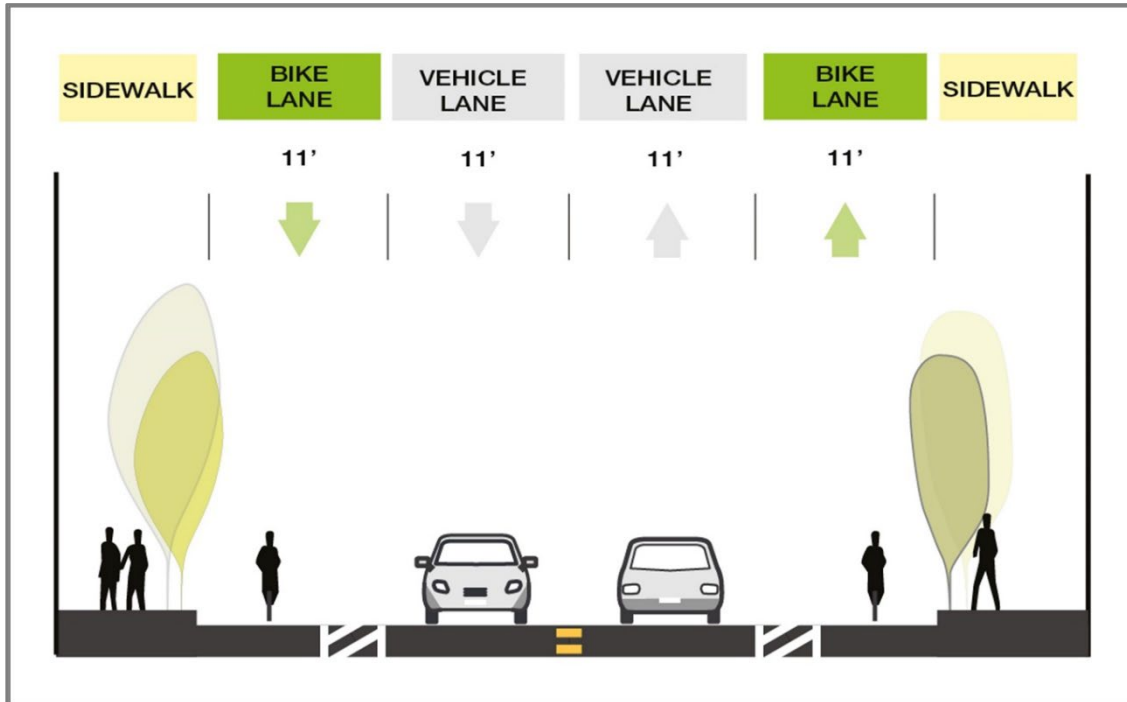 SIDEWALK
BIKE
LANE
VEHICLE
LANE
VEHICLE
LANE
BIKE
LANE
SIDEWALK
11’
11’
11’
11’